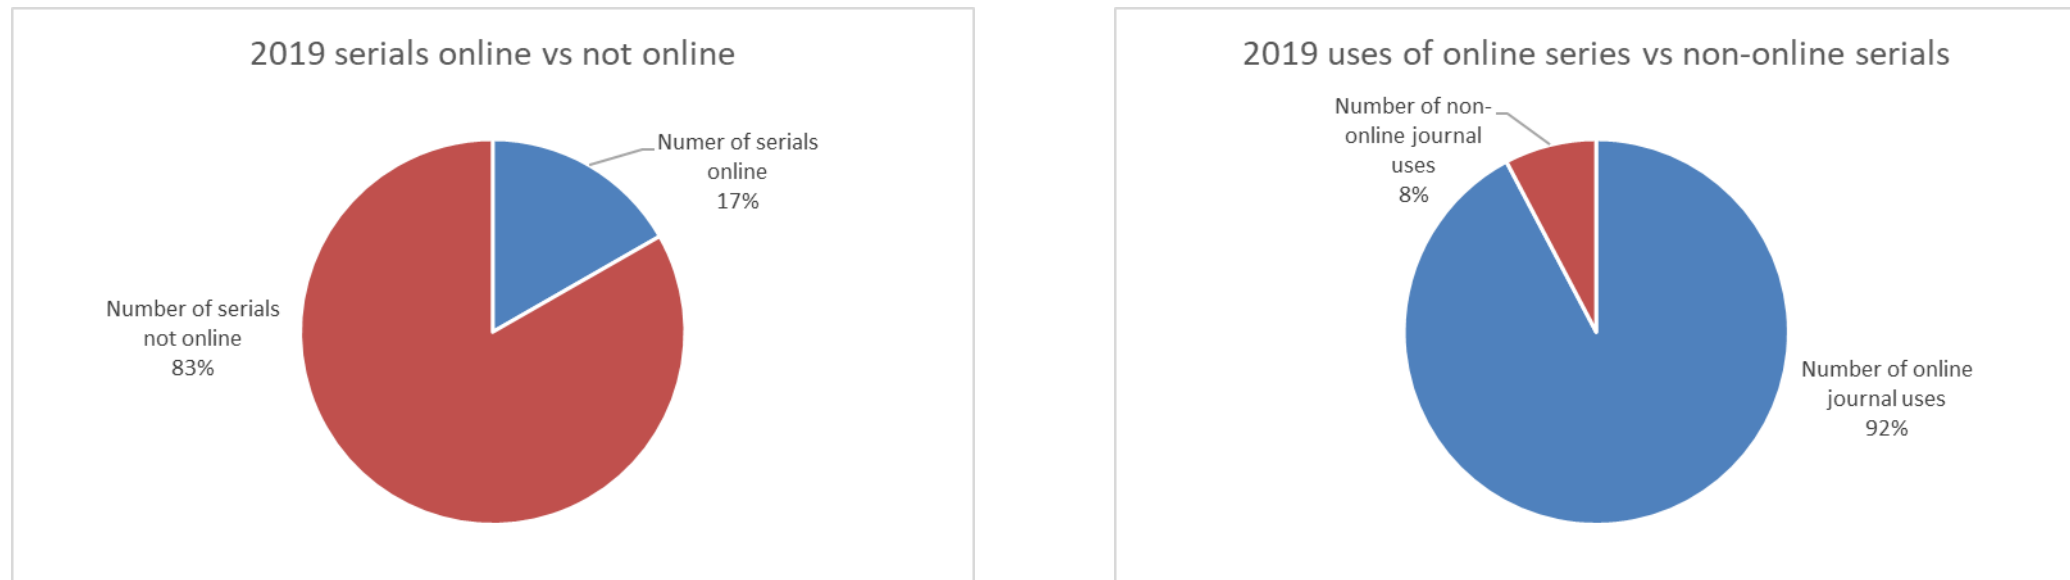 2019 serials online vs not online
Numer of serials
online
17%
Number of serials
not online
83%
2019 uses of online series vs non-online serials
Number of non-
online journal
uses
8%
Number of online
journal uses
92%